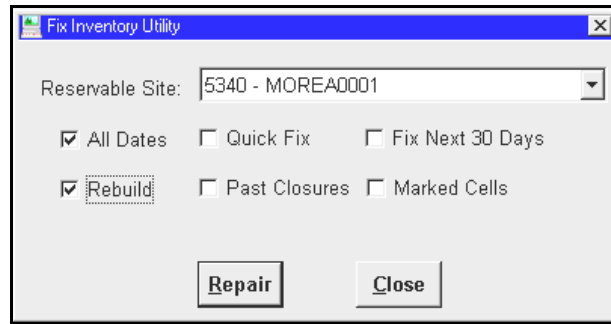 Fix Inventory Utility
Reservable Site: 5340 - MOREA0001
All Dates Quick Fix Fix Next 30 Days
Rebuild Past Closures Marked Cells
Repair Close